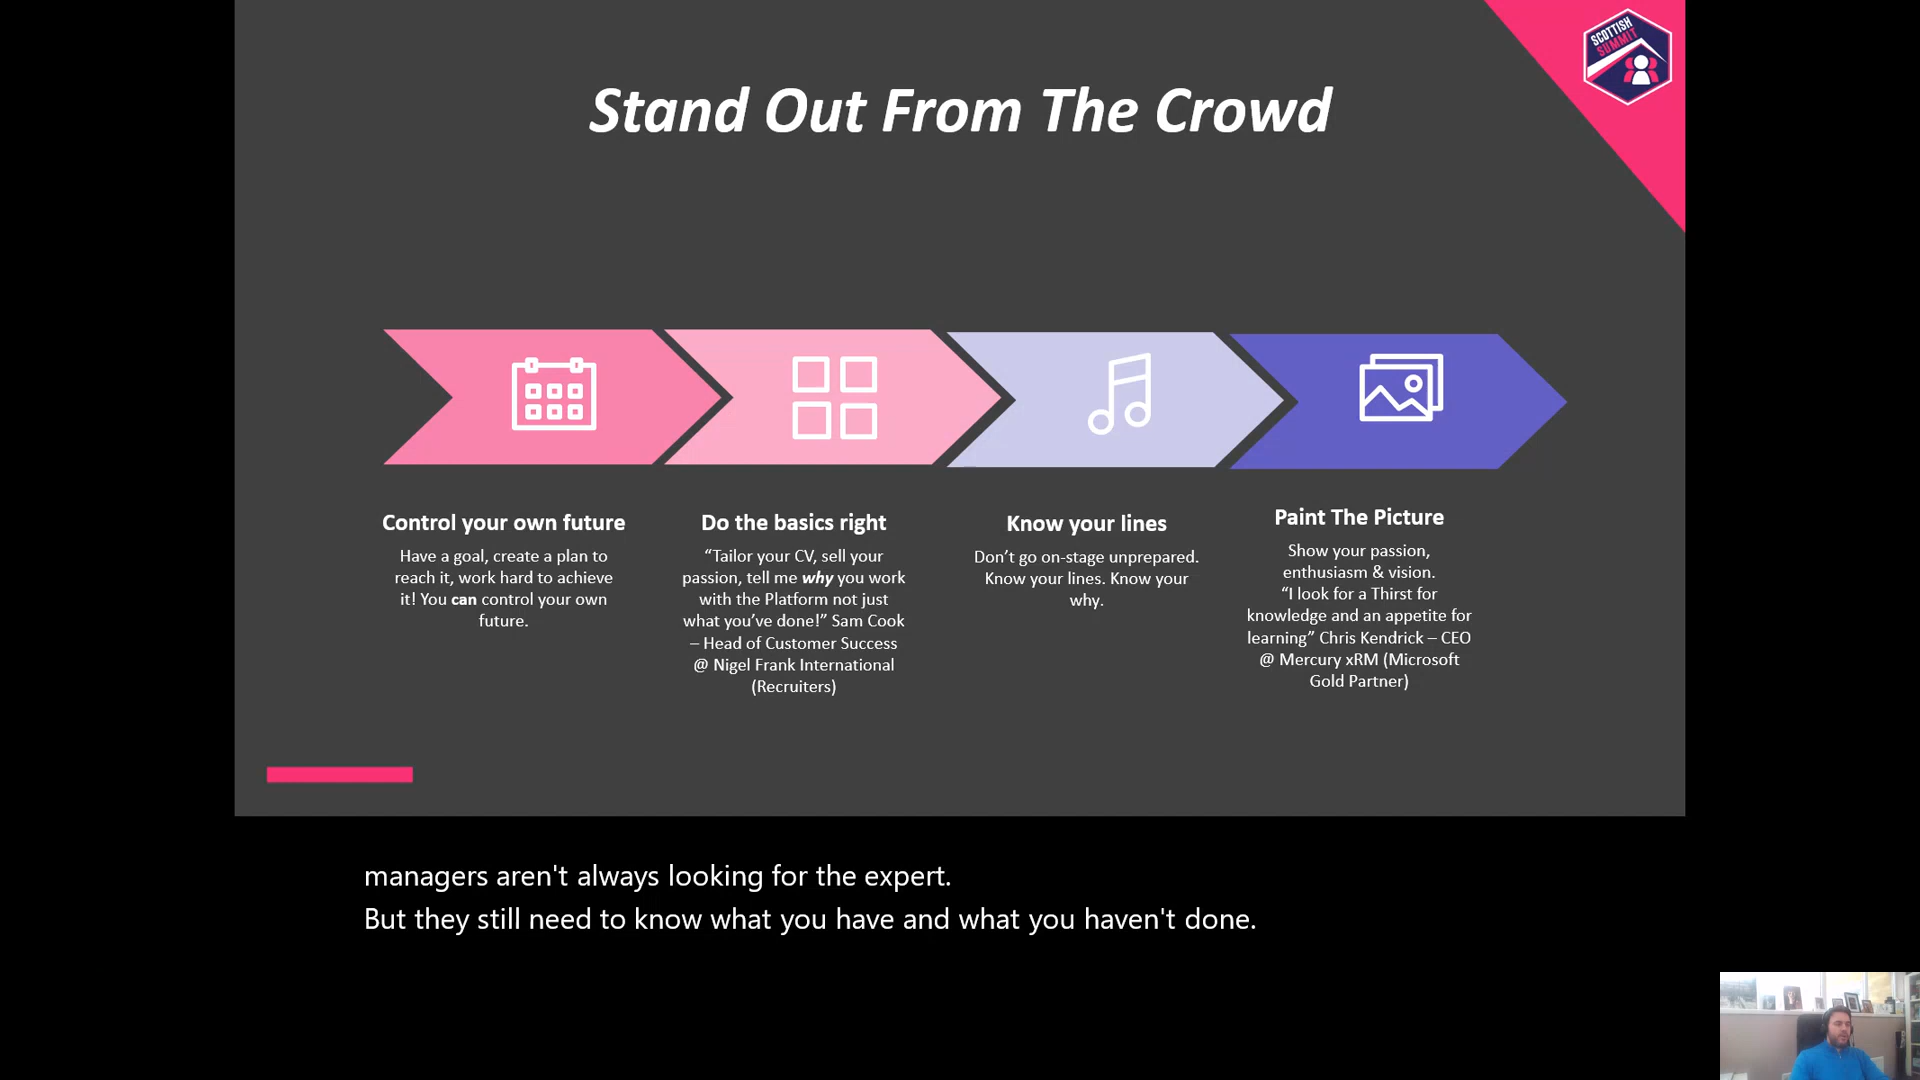 SCOTTISH
SUMMIT
Stand Out From The Crowd
Control your own future
Have a goal, create a plan to
reach it, work hard to achieve
it! You can control your own
future.
Do the basics right
“Tailor your CV, sell your
passion, tell me why you work
with the Platform not just
what you’ve done!” Sam Cook
– Head of Customer Success
@ Nigel Frank International
(Recruiters)
Know your lines
Don’t go on-stage unprepared.
Know your lines. Know your
why.
Paint The Picture
Show your passion,
enthusiasm & vision.
“I look for a Thirst for
knowledge and an appetite for
learning” Chris Kendrick – CEO
@ Mercury xRM (Microsoft
Gold Partner)
managers aren't always looking for the expert.
But they still need to know what you have and what you haven't done.